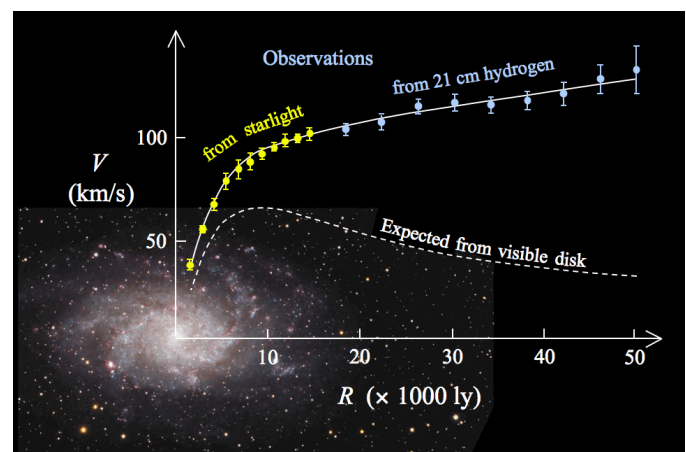 Observations
from 21 cm hydrogen
from starlight
100
V
(km/s)
50
Expected from visible disk
10
20
30
40
50
R (× 1000 ly)